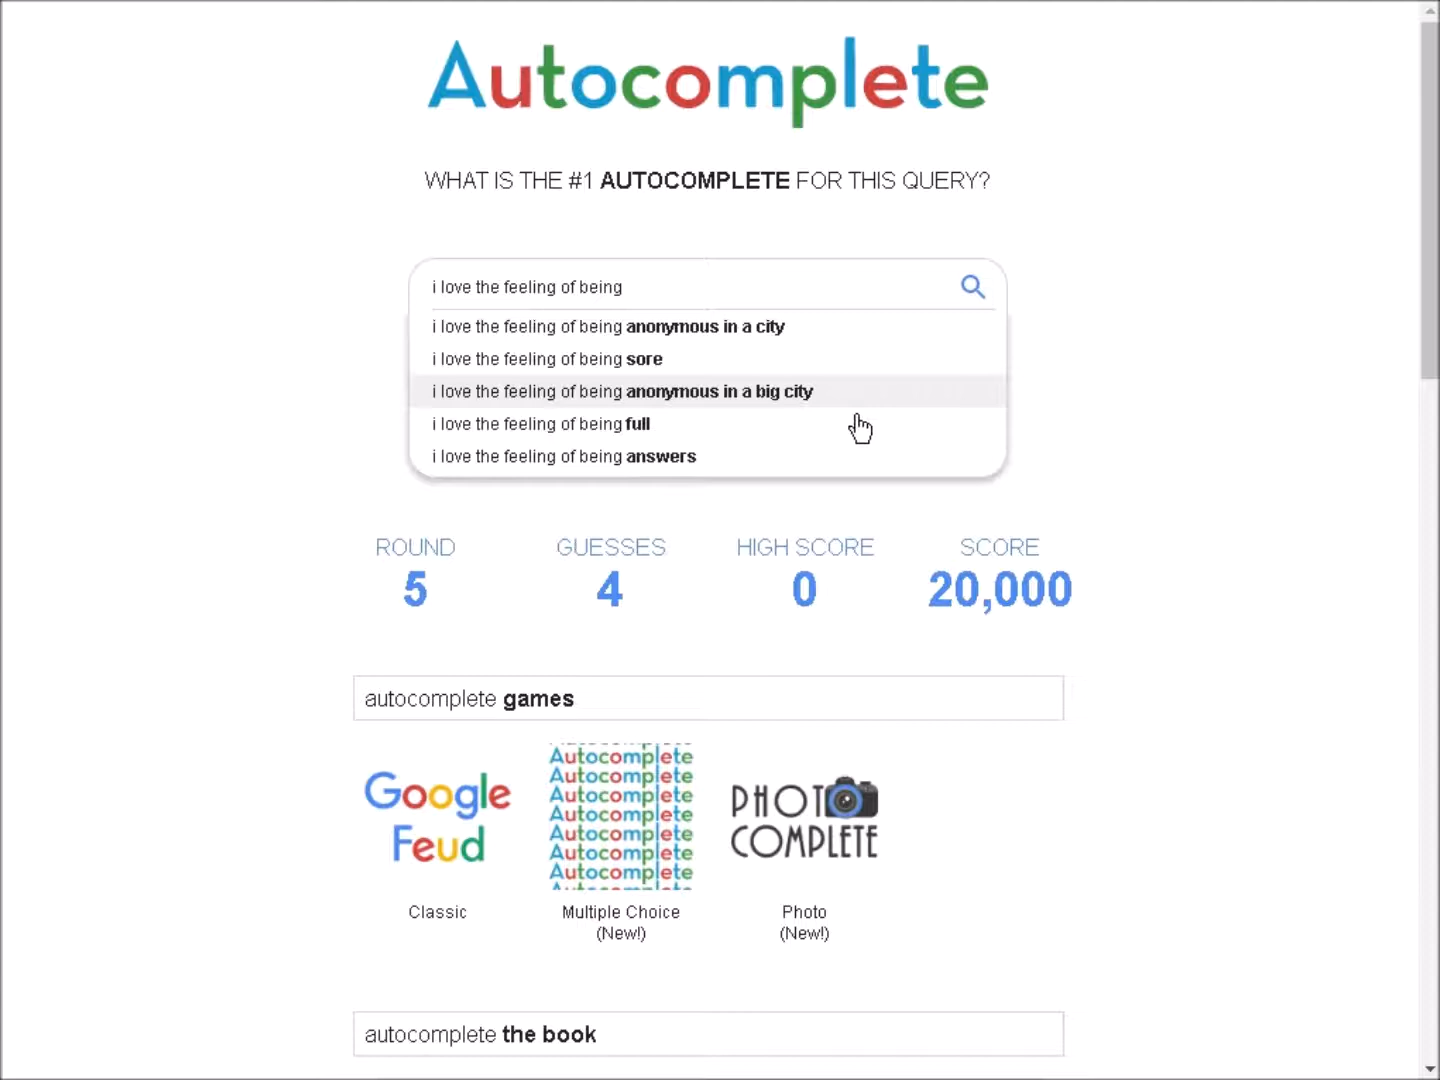 Autocomplete
WHAT IS THE #1 AUTOCOMPLETE FOR THIS QUERY?
i love the feeling of being
i love the feeling of being anonymous in a city
i love the feeling of being sore
i love the feeling of being anonymous in a big city
i love the feeling of being full
i love the feeling of being answers
ROUND GUESSES HIGH SCORE SCORE
5 4 0 20,000
autocomplete games
Google
Feud
Autocomplete
Autocomplete
Autocomplete
Autocomplete
Autocomplete
Autocomplete
Autocomplete
PHOTO
COMPLETE
Classic
Multiple Choice
(New!)
Photo
(New!)
autocomplete the book